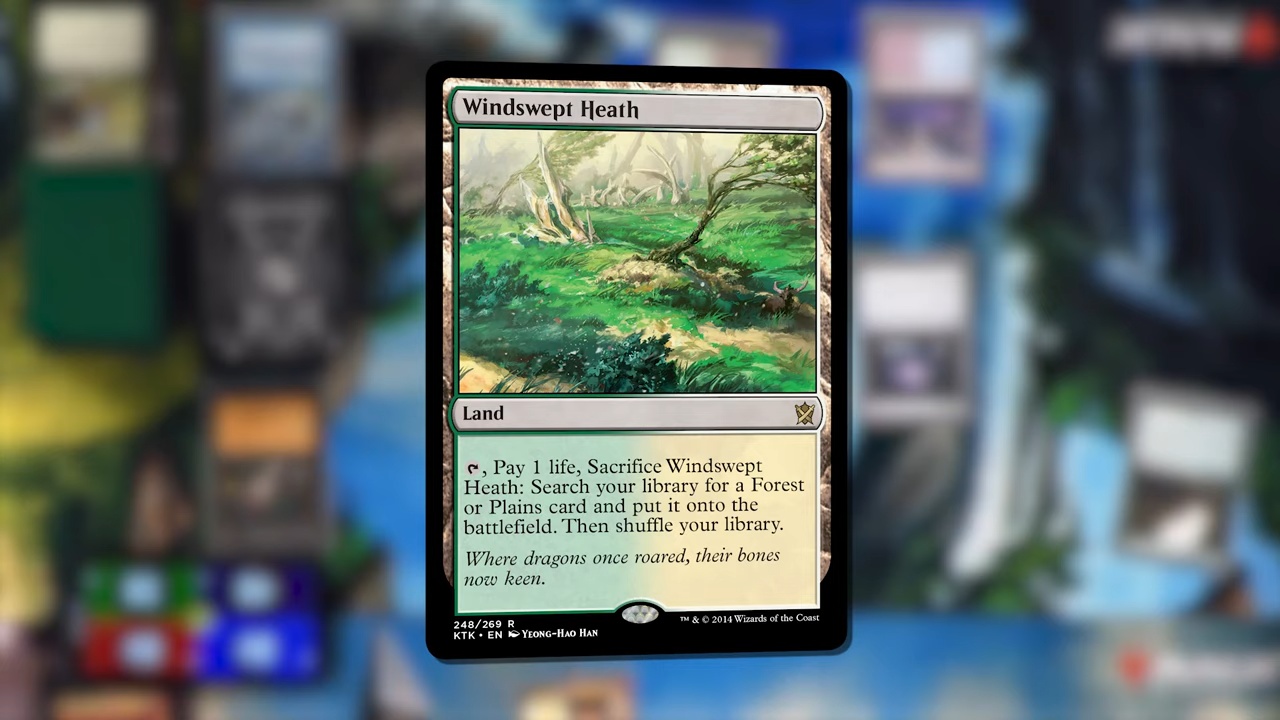 Windswept Heath
Land
, Pay 1 life, Sacrifice Windswept
Heath: Search your library for a Forest
or Plains card and put it onto the
battlefield. Then shuffle your library.
Where dragons once roared, their bones
now keen.
248/269 R
KTK • EN Yeong-Hao Han
™ & © 2014 Wizards of the Coast